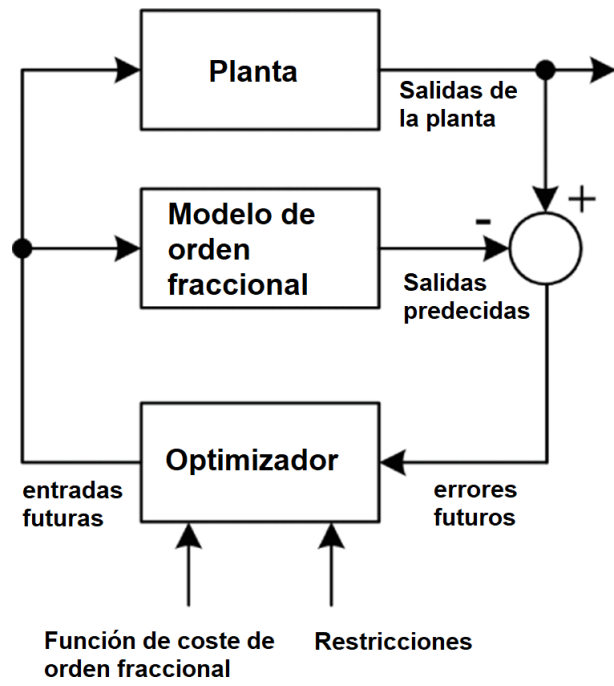 Planta
Salidas de
la planta
+
-
Modelo de
orden
fraccional
Salidas
predecidas
Optimizador
entradas
futuras
errores
futuros
Función de coste de
orden fraccional
Restricciones